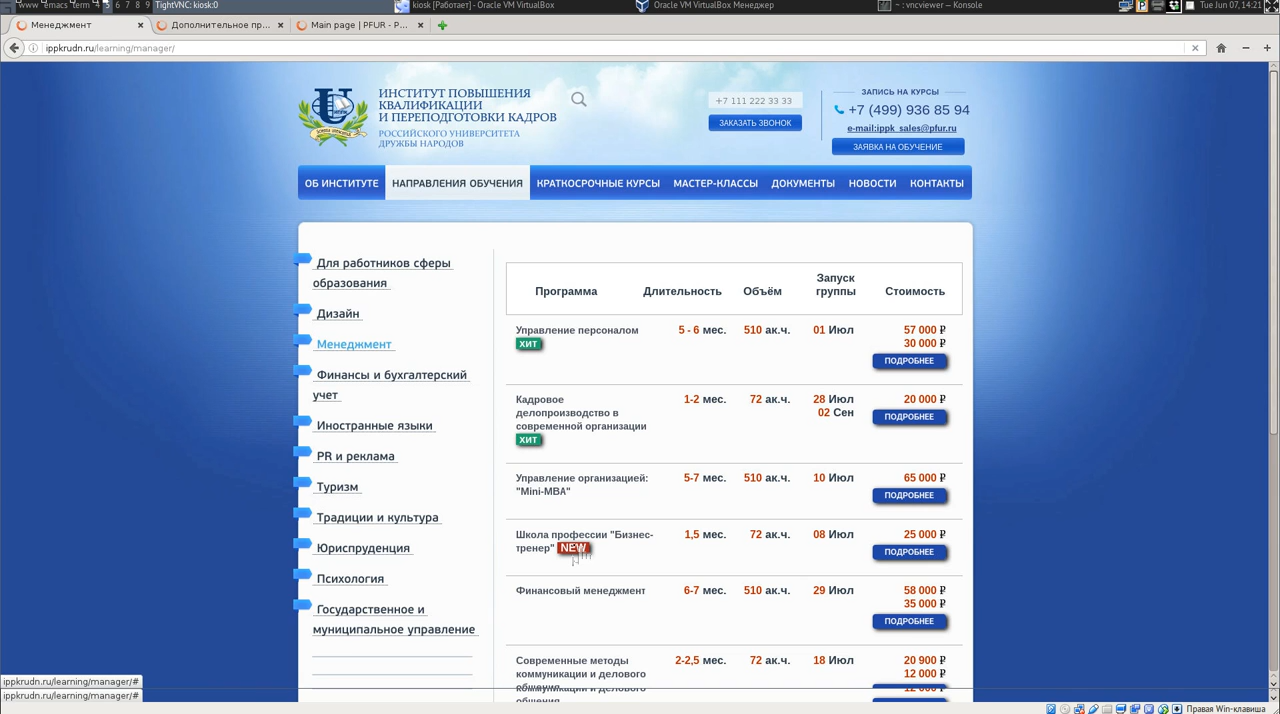 www emacs term 4 5 6 7 8 9 TightVNC: kiosk:0 kiosk [Работает] - Oracle VM VirtualBox Oracle VM VirtualBox Менеджер ~ : vncviewer — Konsole Tue Jun 07, 14:21
Менеджмент × Дополнительное пр... × Main page | PFUR - P... ×
ippkrudn.ru/learning/manager/
ИНСТИТУТ ПОВЫШЕНИЯ
КВАЛИФИКАЦИИ
И ПЕРЕПОДГОТОВКИ КАДРОВ
РОССИЙСКОГО УНИВЕРСИТЕТА
ДРУЖБЫ НАРОДОВ
+7 111 222 33 33
ЗАКАЗАТЬ ЗВОНОК
ЗАПИСЬ НА КУРСЫ
+7 (499) 936 85 94
e-mail:ippk_sales@pfur.ru
ЗАЯВКА НА ОБУЧЕНИЕ
ОБ ИНСТИТУТЕ НАПРАВЛЕНИЯ ОБУЧЕНИЯ КРАТКОСРОЧНЫЕ КУРСЫ МАСТЕР-КЛАССЫ ДОКУМЕНТЫ НОВОСТИ КОНТАКТЫ
Для работников сферы
образования
Дизайн
Менеджмент
Финансы и бухгалтерский
учет
Иностранные языки
PR и реклама
Туризм
Традиции и культура
Юриспруденция
Психология
Государственное и
муниципальное управление
Программа Длительность Объём Запуск группы Стоимость
Управление персоналом 5 - 6 мес. 510 ак.ч. 01 Июл 57 000 ₽
ХИТ 30 000 ₽
ПОДРОБНЕЕ
Кадровое 1-2 мес. 72 ак.ч. 28 Июл 20 000 ₽
делопроизводство в 02 Сен
современной организации ПОДРОБНЕЕ
ХИТ
Управление организацией: 5-7 мес. 510 ак.ч. 10 Июл 65 000 ₽
"Mini-MBA" ПОДРОБНЕЕ
Школа профессии "Бизнес- 1,5 мес. 72 ак.ч. 08 Июл 25 000 ₽
тренер" NEW ПОДРОБНЕЕ
Финансовый менеджмент 6-7 мес. 510 ак.ч. 29 Июл 58 000 ₽
35 000 ₽
ПОДРОБНЕЕ
Современные методы 2-2,5 мес. 72 ак.ч. 18 Июл 20 900 ₽
коммуникации и делового 12 000 ₽
ippkrudn.ru/learning/manager/#
ippkrudn.ru/learning/manager/#
Правая Win-клавиша